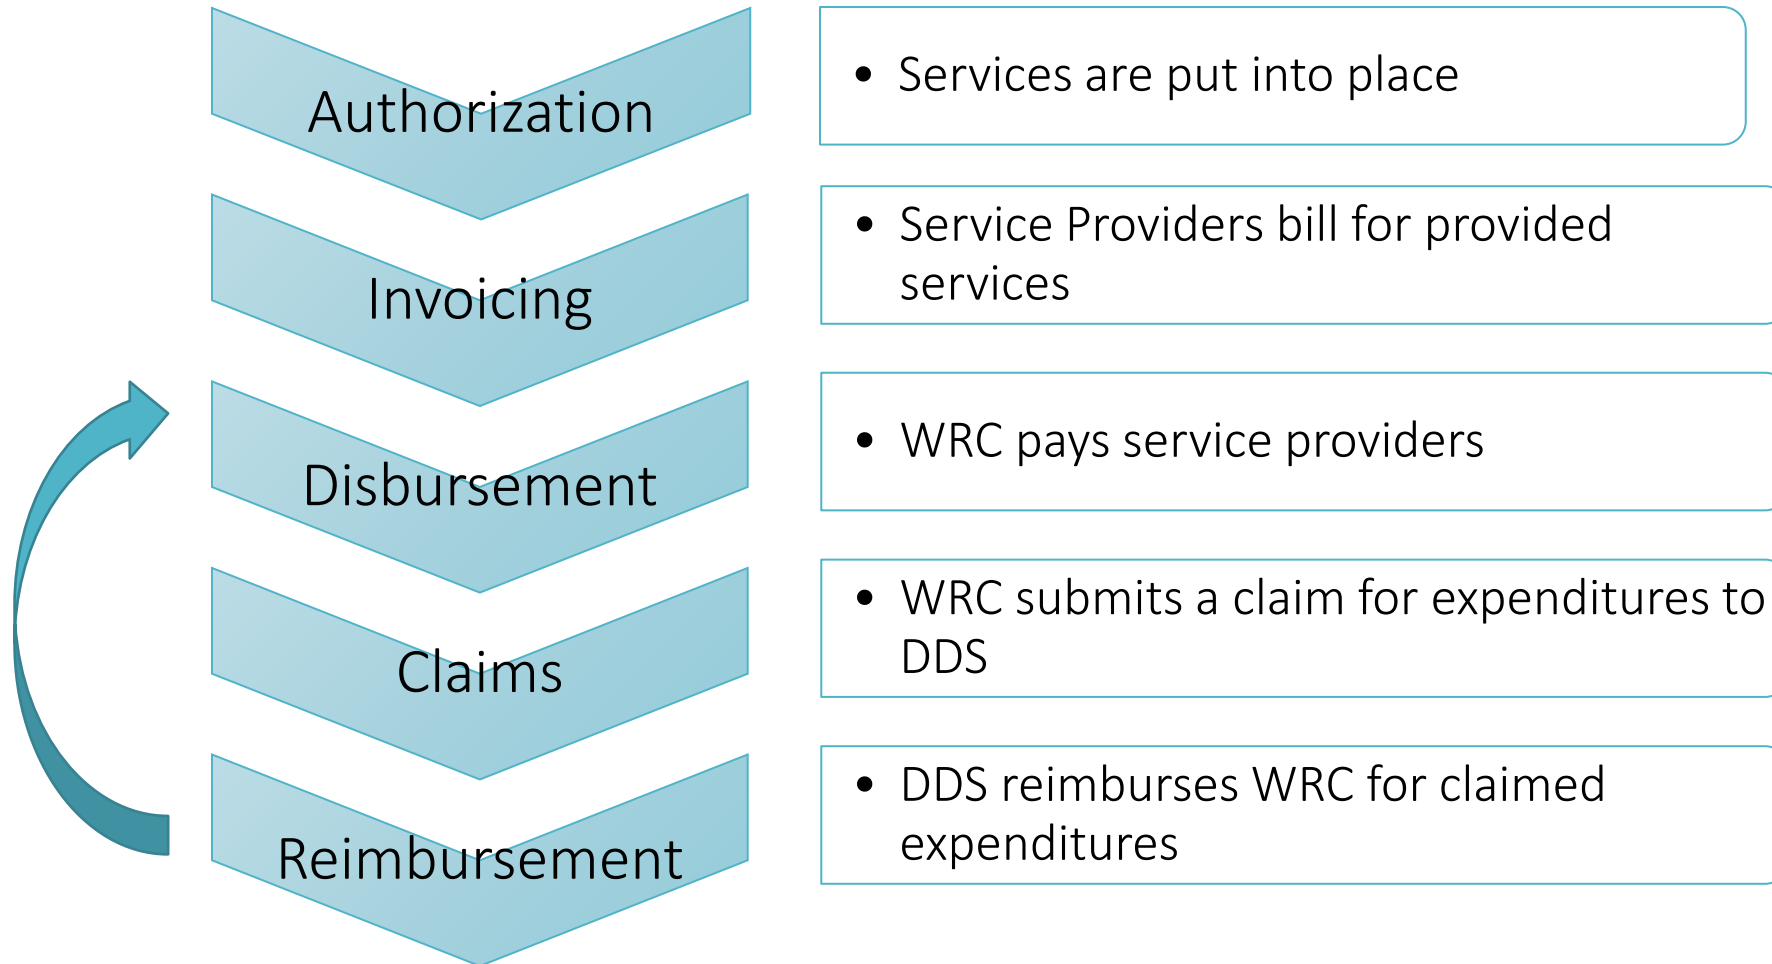 Authorization
• Services are put into place
Invoicing
• Service Providers bill for provided
services
Disbursement
• WRC pays service providers
Claims
• WRC submits a claim for expenditures to
DDS
Reimbursement
• DDS reimburses WRC for claimed
expenditures